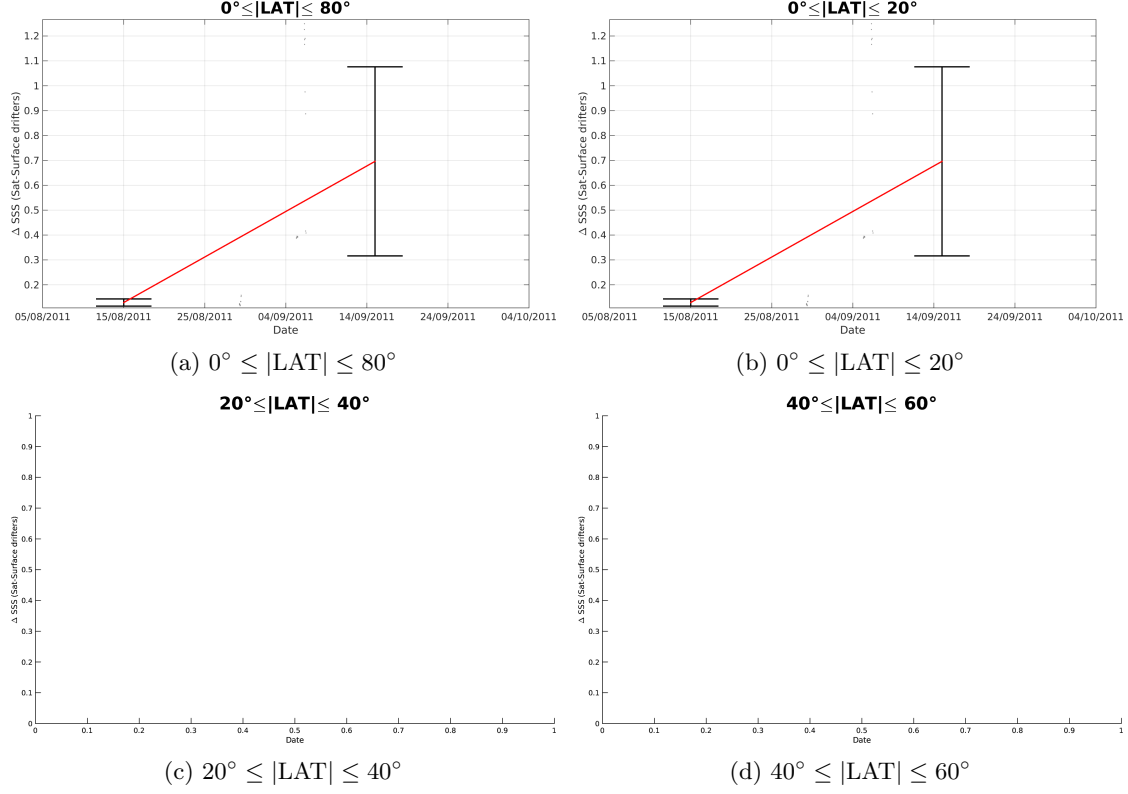 0°≤|LAT|≤ 80°
Δ SSS (Sat-Surface drifters)
1.2
1.1
1
0.9
0.8
0.7
0.6
0.5
0.4
0.3
0.2
05/08/2011 15/08/2011 25/08/2011 04/09/2011 14/09/2011 24/09/2011 04/10/2011
Date
(a) 0° ≤ |LAT| ≤ 80°
0°≤|LAT|≤ 20°
Δ SSS (Sat-Surface drifters)
1.2
1.1
1
0.9
0.8
0.7
0.6
0.5
0.4
0.3
0.2
05/08/2011 15/08/2011 25/08/2011 04/09/2011 14/09/2011 24/09/2011 04/10/2011
Date
(b) 0° ≤ |LAT| ≤ 20°
20°≤|LAT|≤ 40°
Δ SSS (Sat-Surface drifters)
1
0.9
0.8
0.7
0.6
0.5
0.4
0.3
0.2
0.1
0
0 0.1 0.2 0.3 0.4 0.5 0.6 0.7 0.8 0.9 1
Date
(c) 20° ≤ |LAT| ≤ 40°
40°≤|LAT|≤ 60°
Δ SSS (Sat-Surface drifters)
1
0.9
0.8
0.7
0.6
0.5
0.4
0.3
0.2
0.1
0
0 0.1 0.2 0.3 0.4 0.5 0.6 0.7 0.8 0.9 1
Date
(d) 40° ≤ |LAT| ≤ 60°